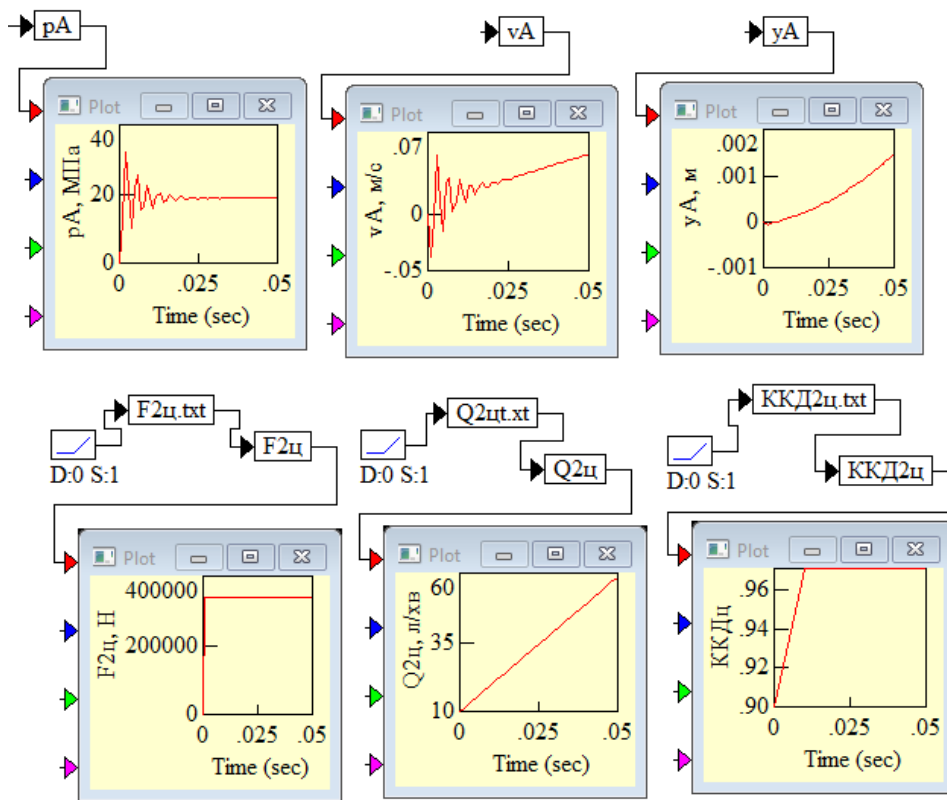 pA
vA
yA
Plot
40
20
0
pA, МПа
0 .025 .05
Time (sec)
Plot
.07
0
-.05
vA, м/с
0 .025 .05
Time (sec)
Plot
.002
.001
0
-.001
yA, м
0 .025 .05
Time (sec)
F2ц.txt
F2ц
D:0 S:1
Plot
400000
200000
0
F2ц, Н
0 .025 .05
Time (sec)
Q2цt.xt
Q2ц
D:0 S:1
Plot
60
35
10
Q2ц, л/хв
0 .025 .05
Time (sec)
ККД2ц.txt
ККД2ц
D:0 S:1
Plot
.96
.94
.92
.90
ККДц
0 .025 .05
Time (sec)